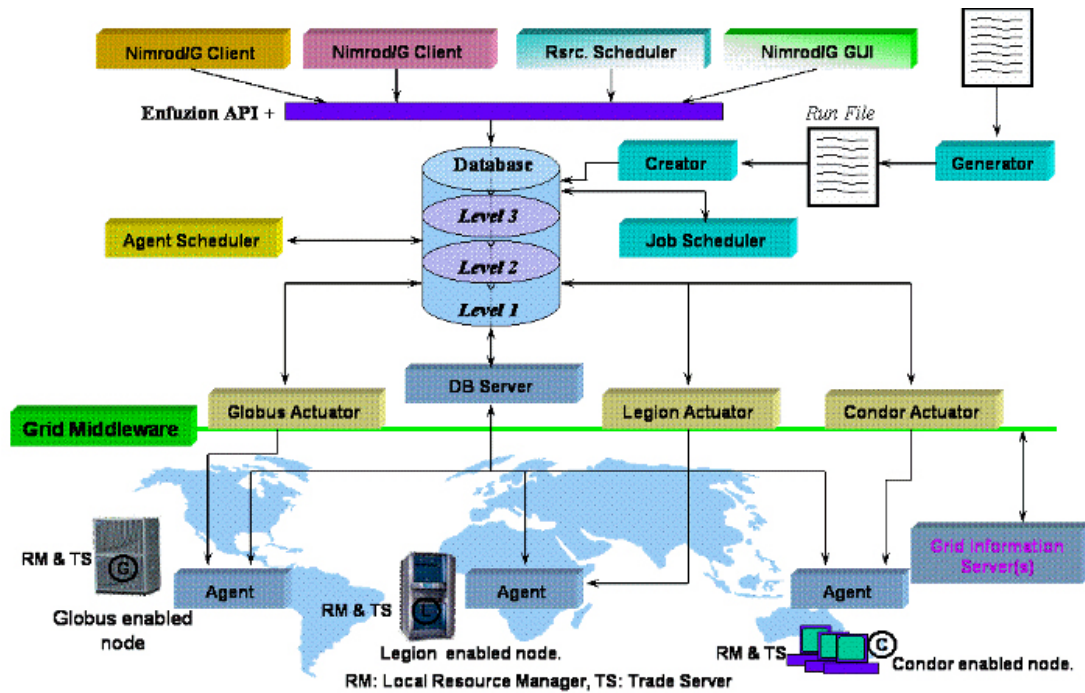 Nimrod/G Client
Nimrod/G Client
Rsrc. Scheduler
Nimrod/G GUI
Enfuzion API +
Run File
Database
Creator
Generator
Level 3
Agent Scheduler
Job Scheduler
Level 2
Level 1
DB Server
Globus Actuator
Legion Actuator
Condor Actuator
Grid Middleware
RM & TS
G
Grid Information
Server(s)
Agent
RM & TS
L
Agent
Agent
Globus enabled
node
Legion enabled node.
RM & TS
C
Condor enabled node.
RM: Local Resource Manager, TS: Trade Server